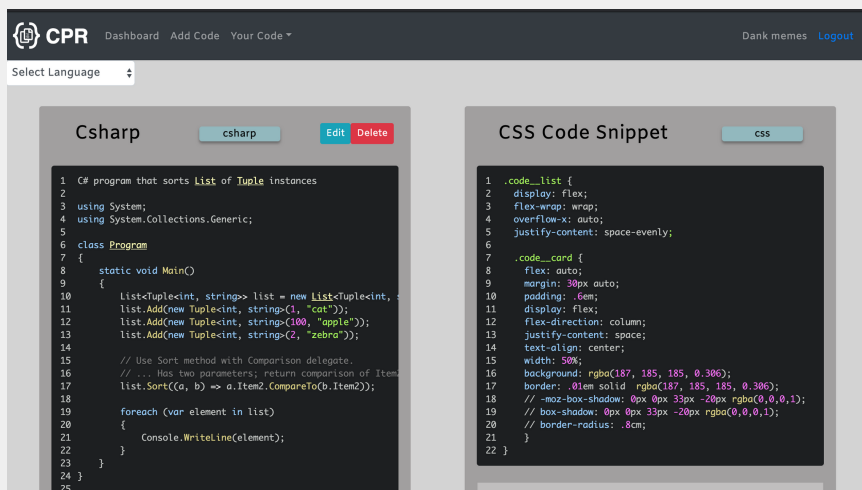 CPR Dashboard Add Code Your Code Dank memes Logout
Select Language
Csharp csharp Edit Delete
1 C# program that sorts List of Tuple instances
2
3 using System;
4 using System.Collections.Generic;
5
6 class Program
7 {
8     static void Main()
9     {
10         List<Tuple<int, string>> list = new List<Tuple<int,
11         list.Add(new Tuple<int, string>(1, "cat"));
12         list.Add(new Tuple<int, string>(100, "apple"));
13         list.Add(new Tuple<int, string>(2, "zebra"));
14
15         // Use Sort method with Comparison delegate.
16         // ... Has two parameters; return comparison of Item2
17         list.Sort((a, b) => a.Item2.CompareTo(b.Item2));
18
19         foreach (var element in list)
20         {
21             Console.WriteLine(element);
22         }
23     }
24 }
25
CSS Code Snippet css
1 .code__list {
2   display: flex;
3   flex-wrap: wrap;
4   overflow-x: auto;
5   justify-content: space-evenly;
6
7   .code__card {
8     flex: auto;
9     margin: 30px auto;
10     padding: .6em;
11     display: flex;
12     flex-direction: column;
13     justify-content: space;
14     text-align: center;
15     width: 50%;
16     background: rgba(187, 185, 185, 0.306);
17     border: .01em solid  rgba(187, 185, 185, 0.306);
18     // -moz-box-shadow: 0px 0px 33px -20px rgba(0,0,0,1);
19     // box-shadow: 0px 0px 33px -20px rgba(0,0,0,1);
20     // border-radius: .8cm;
21     }
22 }